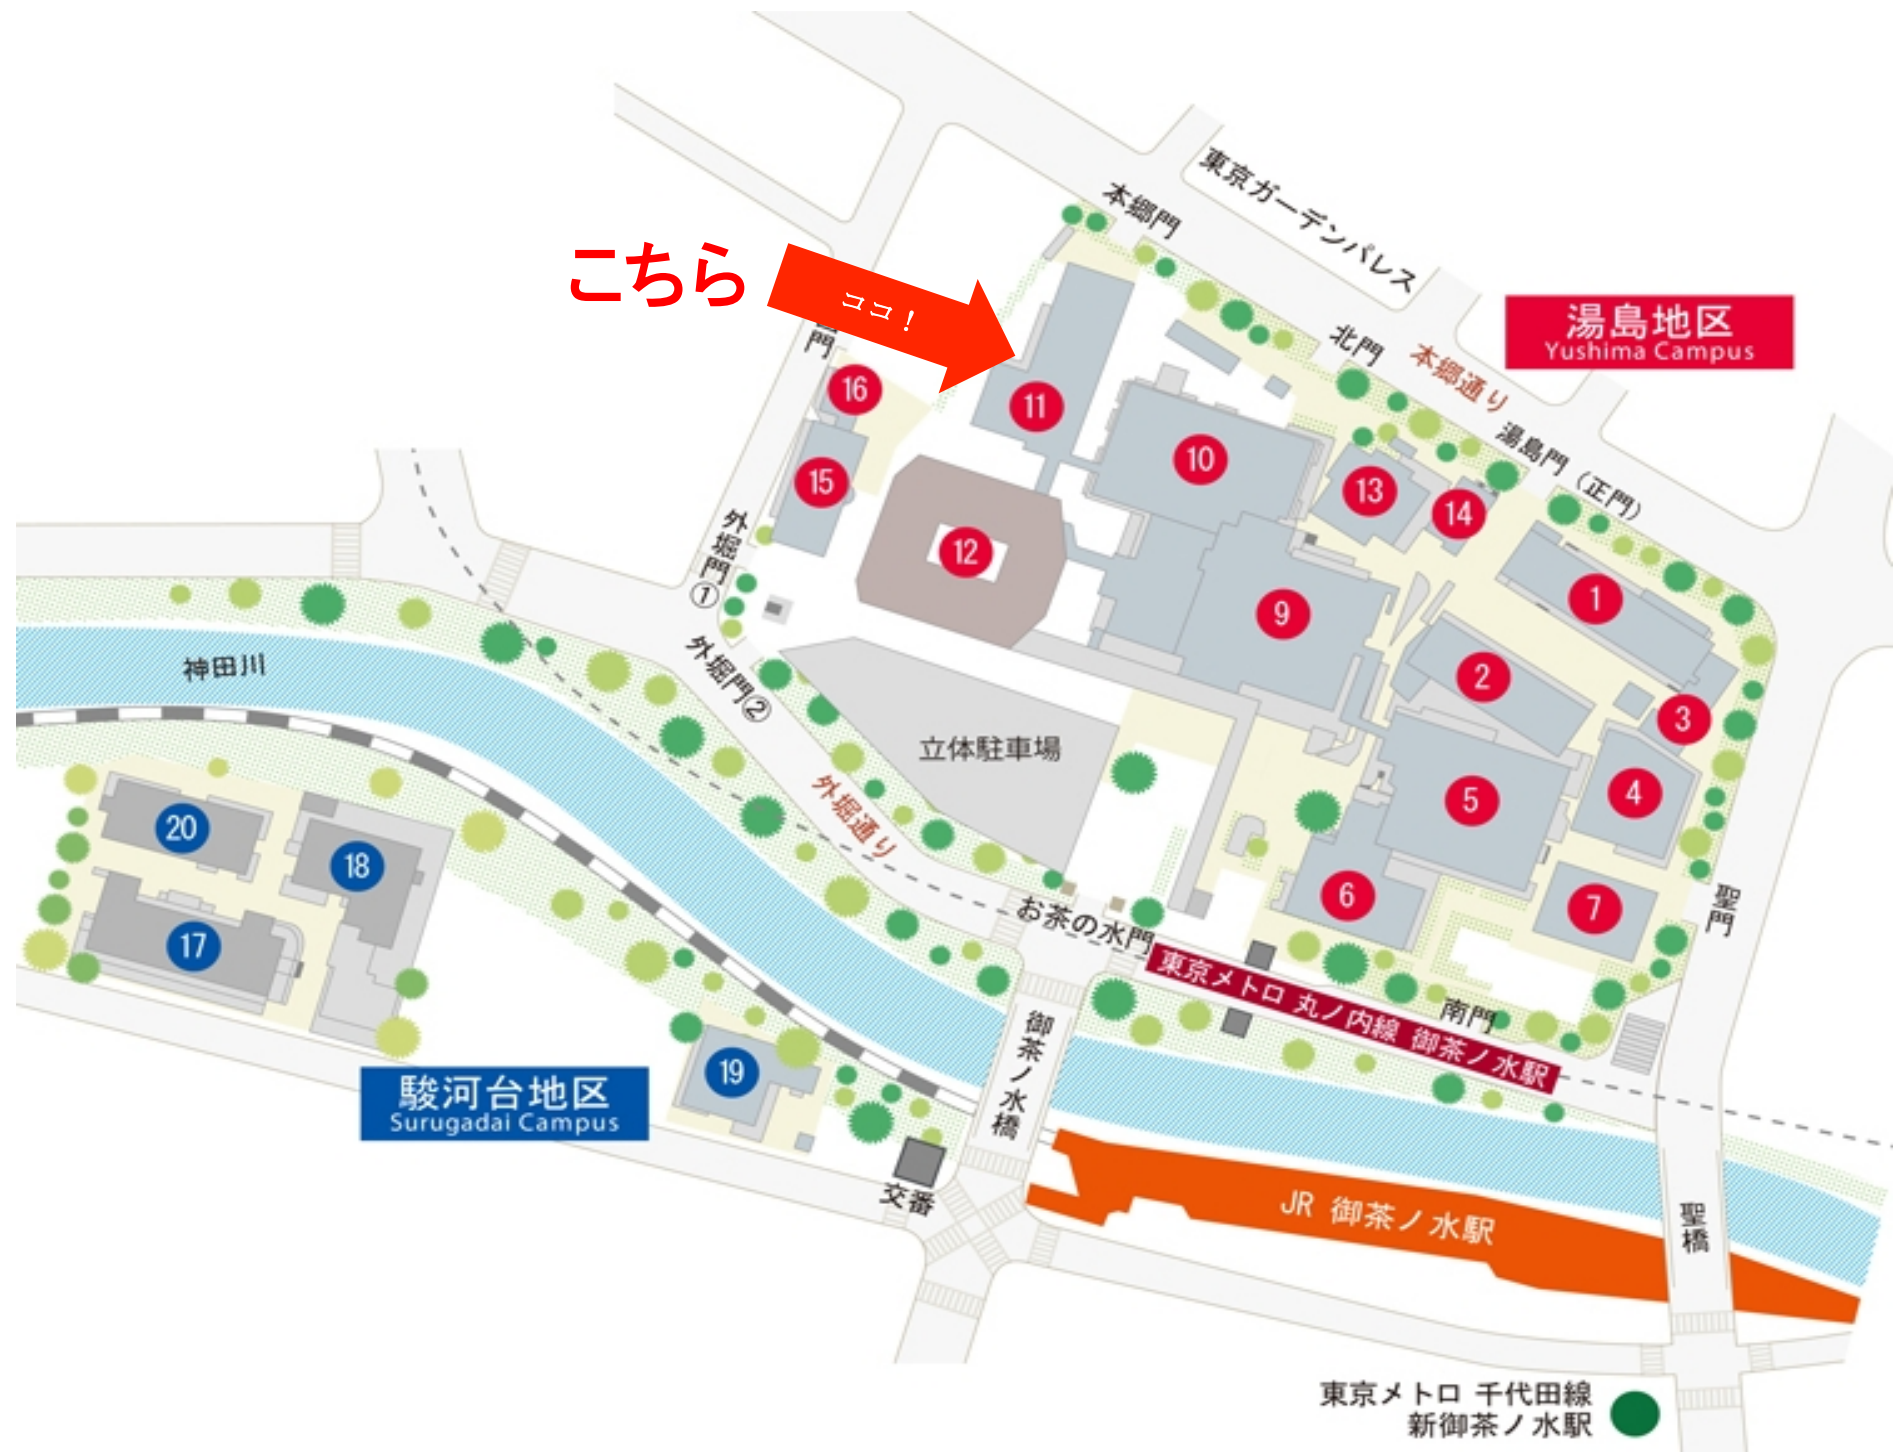 東京ガーデンパレス
本郷門
こちら
ココ！
門
北門
本郷通り
湯島地区
Yushima Campus
湯島門（正門）
16
11
10
15
13
14
12
外堀門①
外堀門②
9
1
2
3
神田川
立体駐車場
5
4
外堀通り
20
18
17
6
7
聖門
お茶の水門
東京メトロ 丸ノ内線 御茶ノ水駅
南門
御茶ノ水橋
19
駿河台地区
Surugadai Campus
交番
JR 御茶ノ水駅
聖橋
東京メトロ 千代田線
新御茶ノ水駅